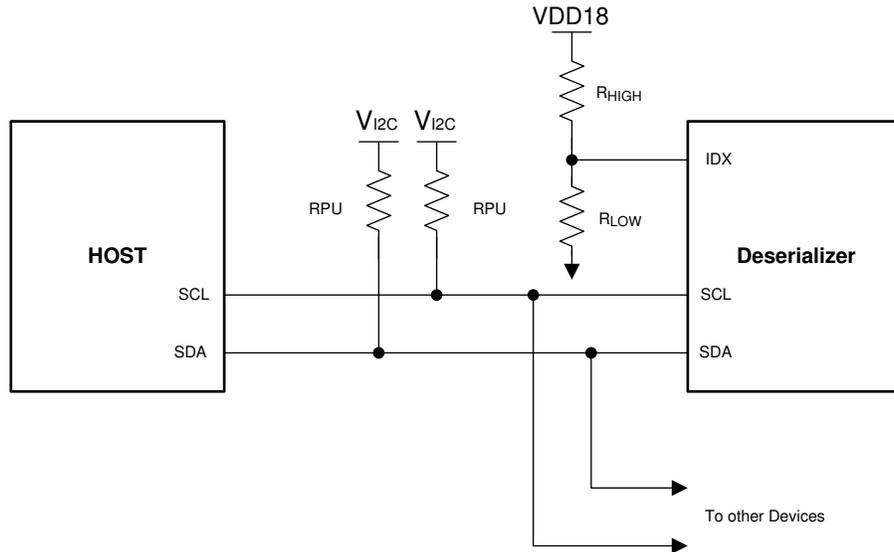 VDD18
RHIGH
VI2C VI2C
IDX
RPU RPU
RLOW
HOST
Deserializer
SCL SCL
SDA SDA
To other Devices